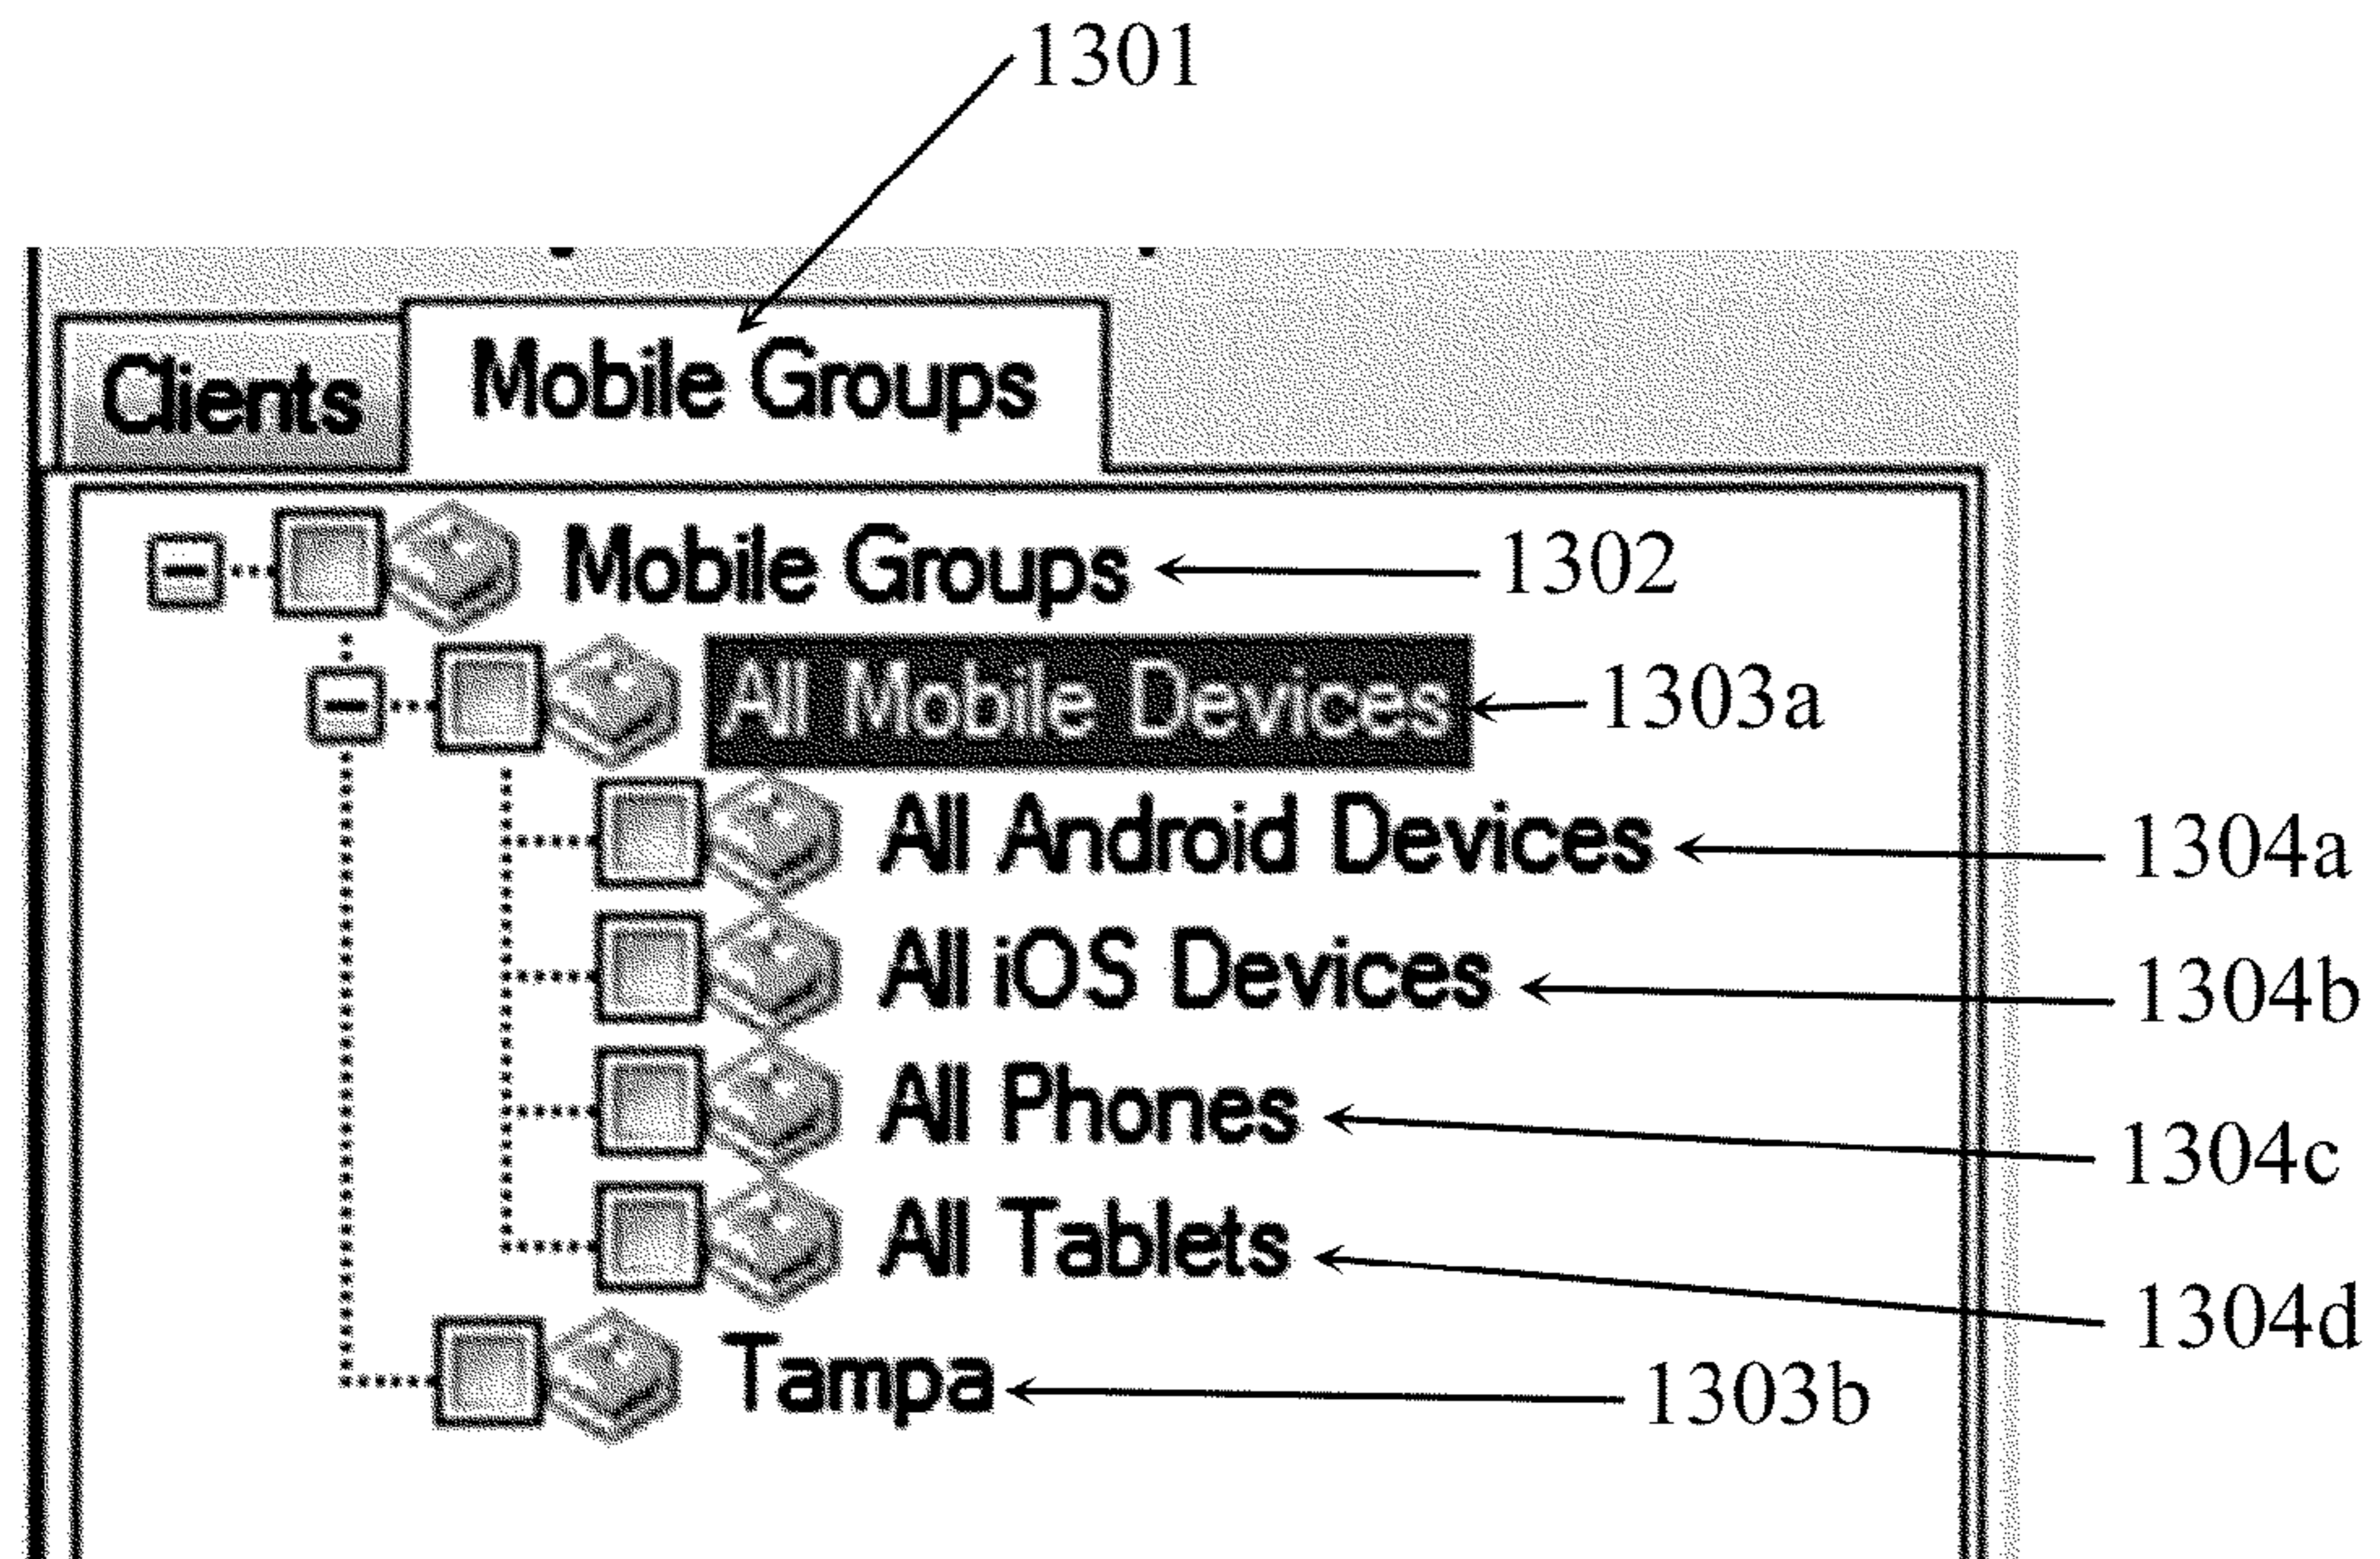 1301
Clients Mobile Groups
Mobile Groups 1302
All Mobile Devices 1303a
All Android Devices 1304a
All iOS Devices 1304b
All Phones 1304c
All Tablets 1304d
Tampa 1303b